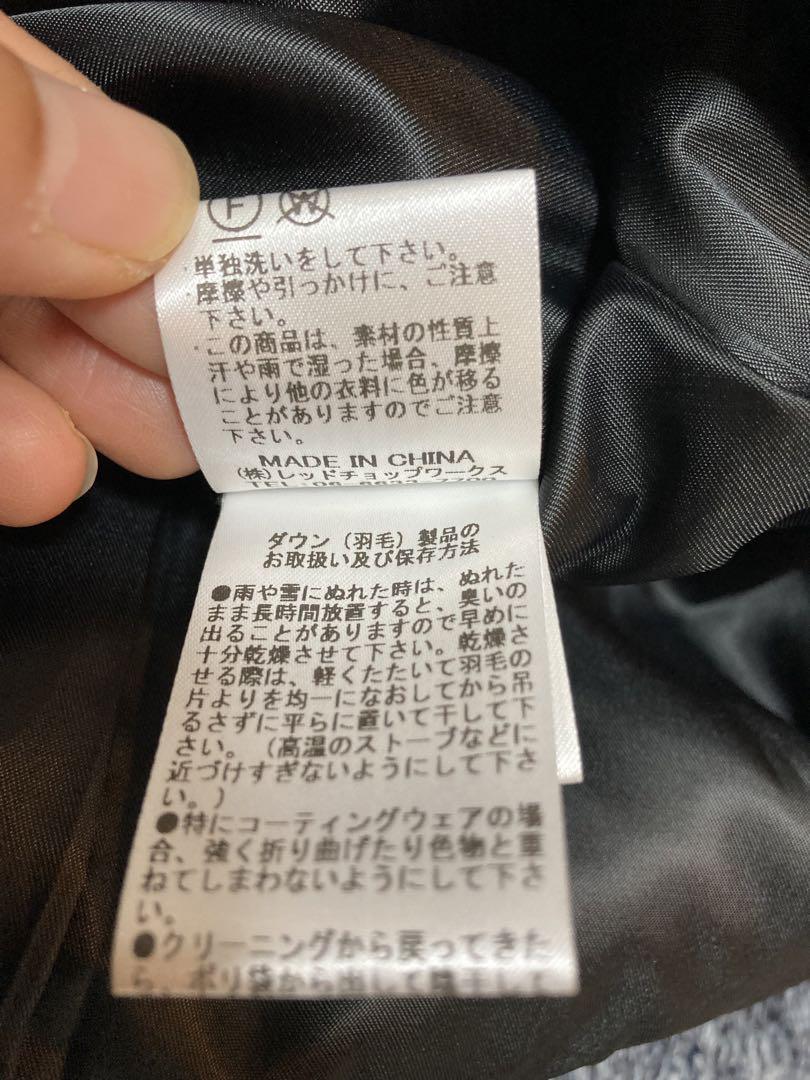 F W
・単独洗いをして下さい。
・摩擦や引っかけに、ご注意
下さい。
・この商品は、素材の性質上
汗や雨で湿った場合、摩擦
により他の衣料に色が移る
ことがありますのでご注意
下さい。
MADE IN CHINA
(株)レッドチョップワークス
ダウン(羽毛)製品の
お取扱い及び保存方法
●雨や雪にぬれた時は、ぬれた
まま長時間放置すると、臭いの
出ることがありますので早めに
十分乾燥させて下さい。乾燥さ
せる際は、軽くたたいて羽毛の
片よりを均一になおしてから吊
るさずに平らに置いて干して下
さい。(高温のストーブなどに
近づけすぎないようにして下さ
い。)
●特にコーティングウェアの場
合、強く折り曲げたり色物と重
ねてしまわないようにして下さ
い。
●クリーニングから戻ってきた
ら、ポリ袋から出して陰干して